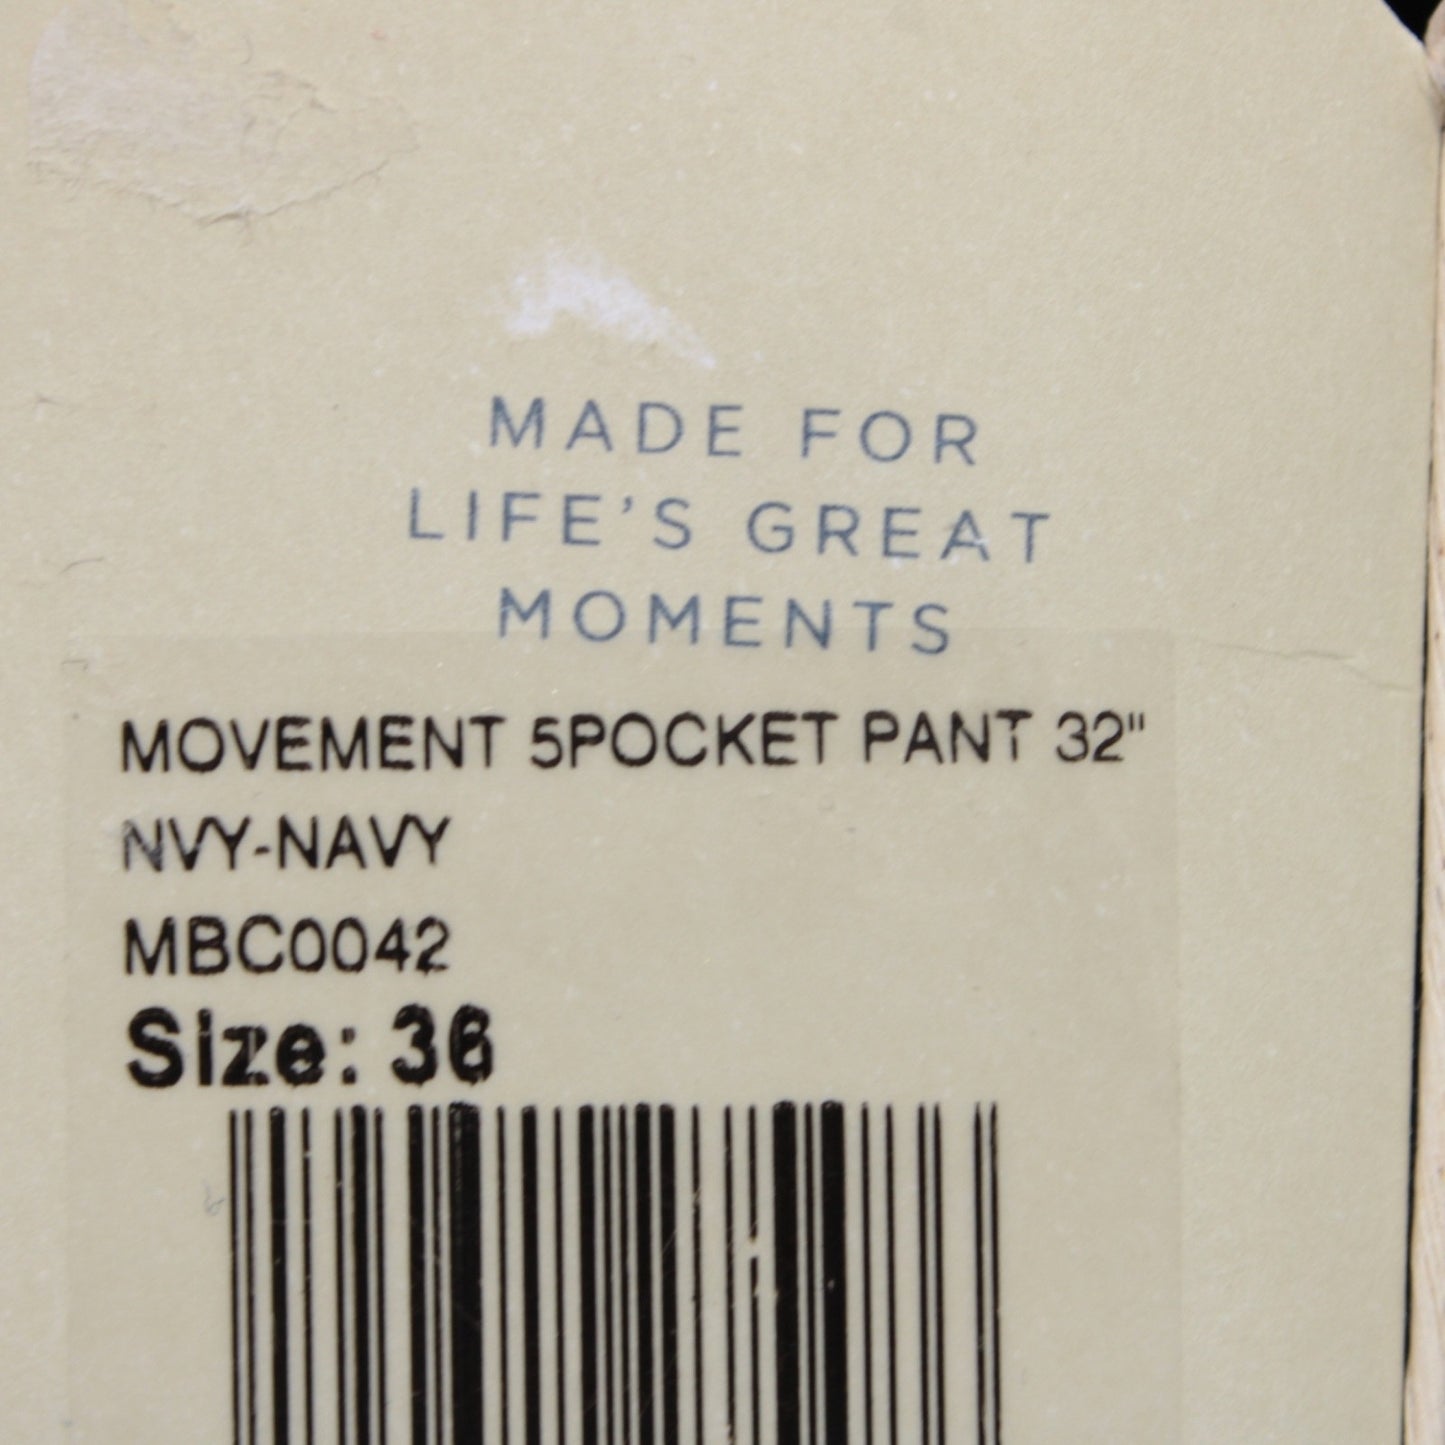 MADE FOR
LIFE'S GREAT
MOMENTS
MOVEMENT 5POCKET PANT 32"
NVY-NAVY
MBC0042
Size: 36